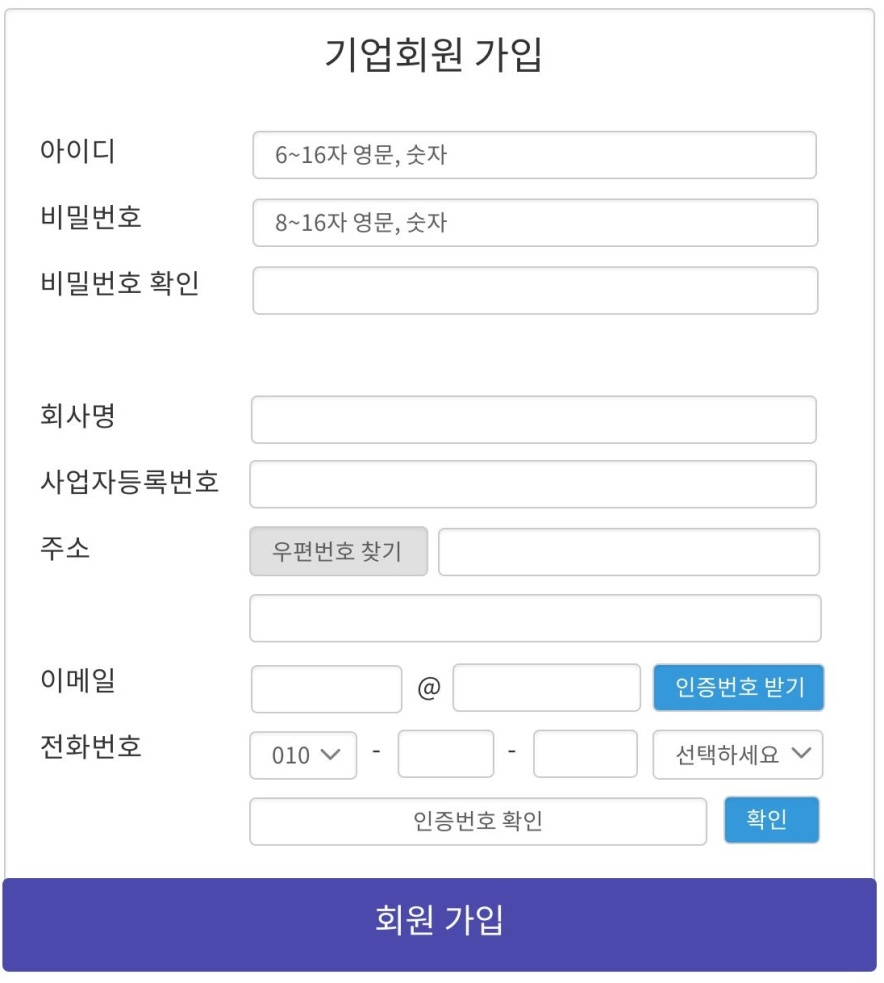 기업회원 가입
아이디 6~16자 영문, 숫자
비밀번호 8~16자 영문, 숫자
비밀번호 확인
회사명
사업자등록번호
주소 우편번호 찾기
이메일 @ 인증번호 받기
전화번호 010 - - 선택하세요
인증번호 확인 확인
회원 가입